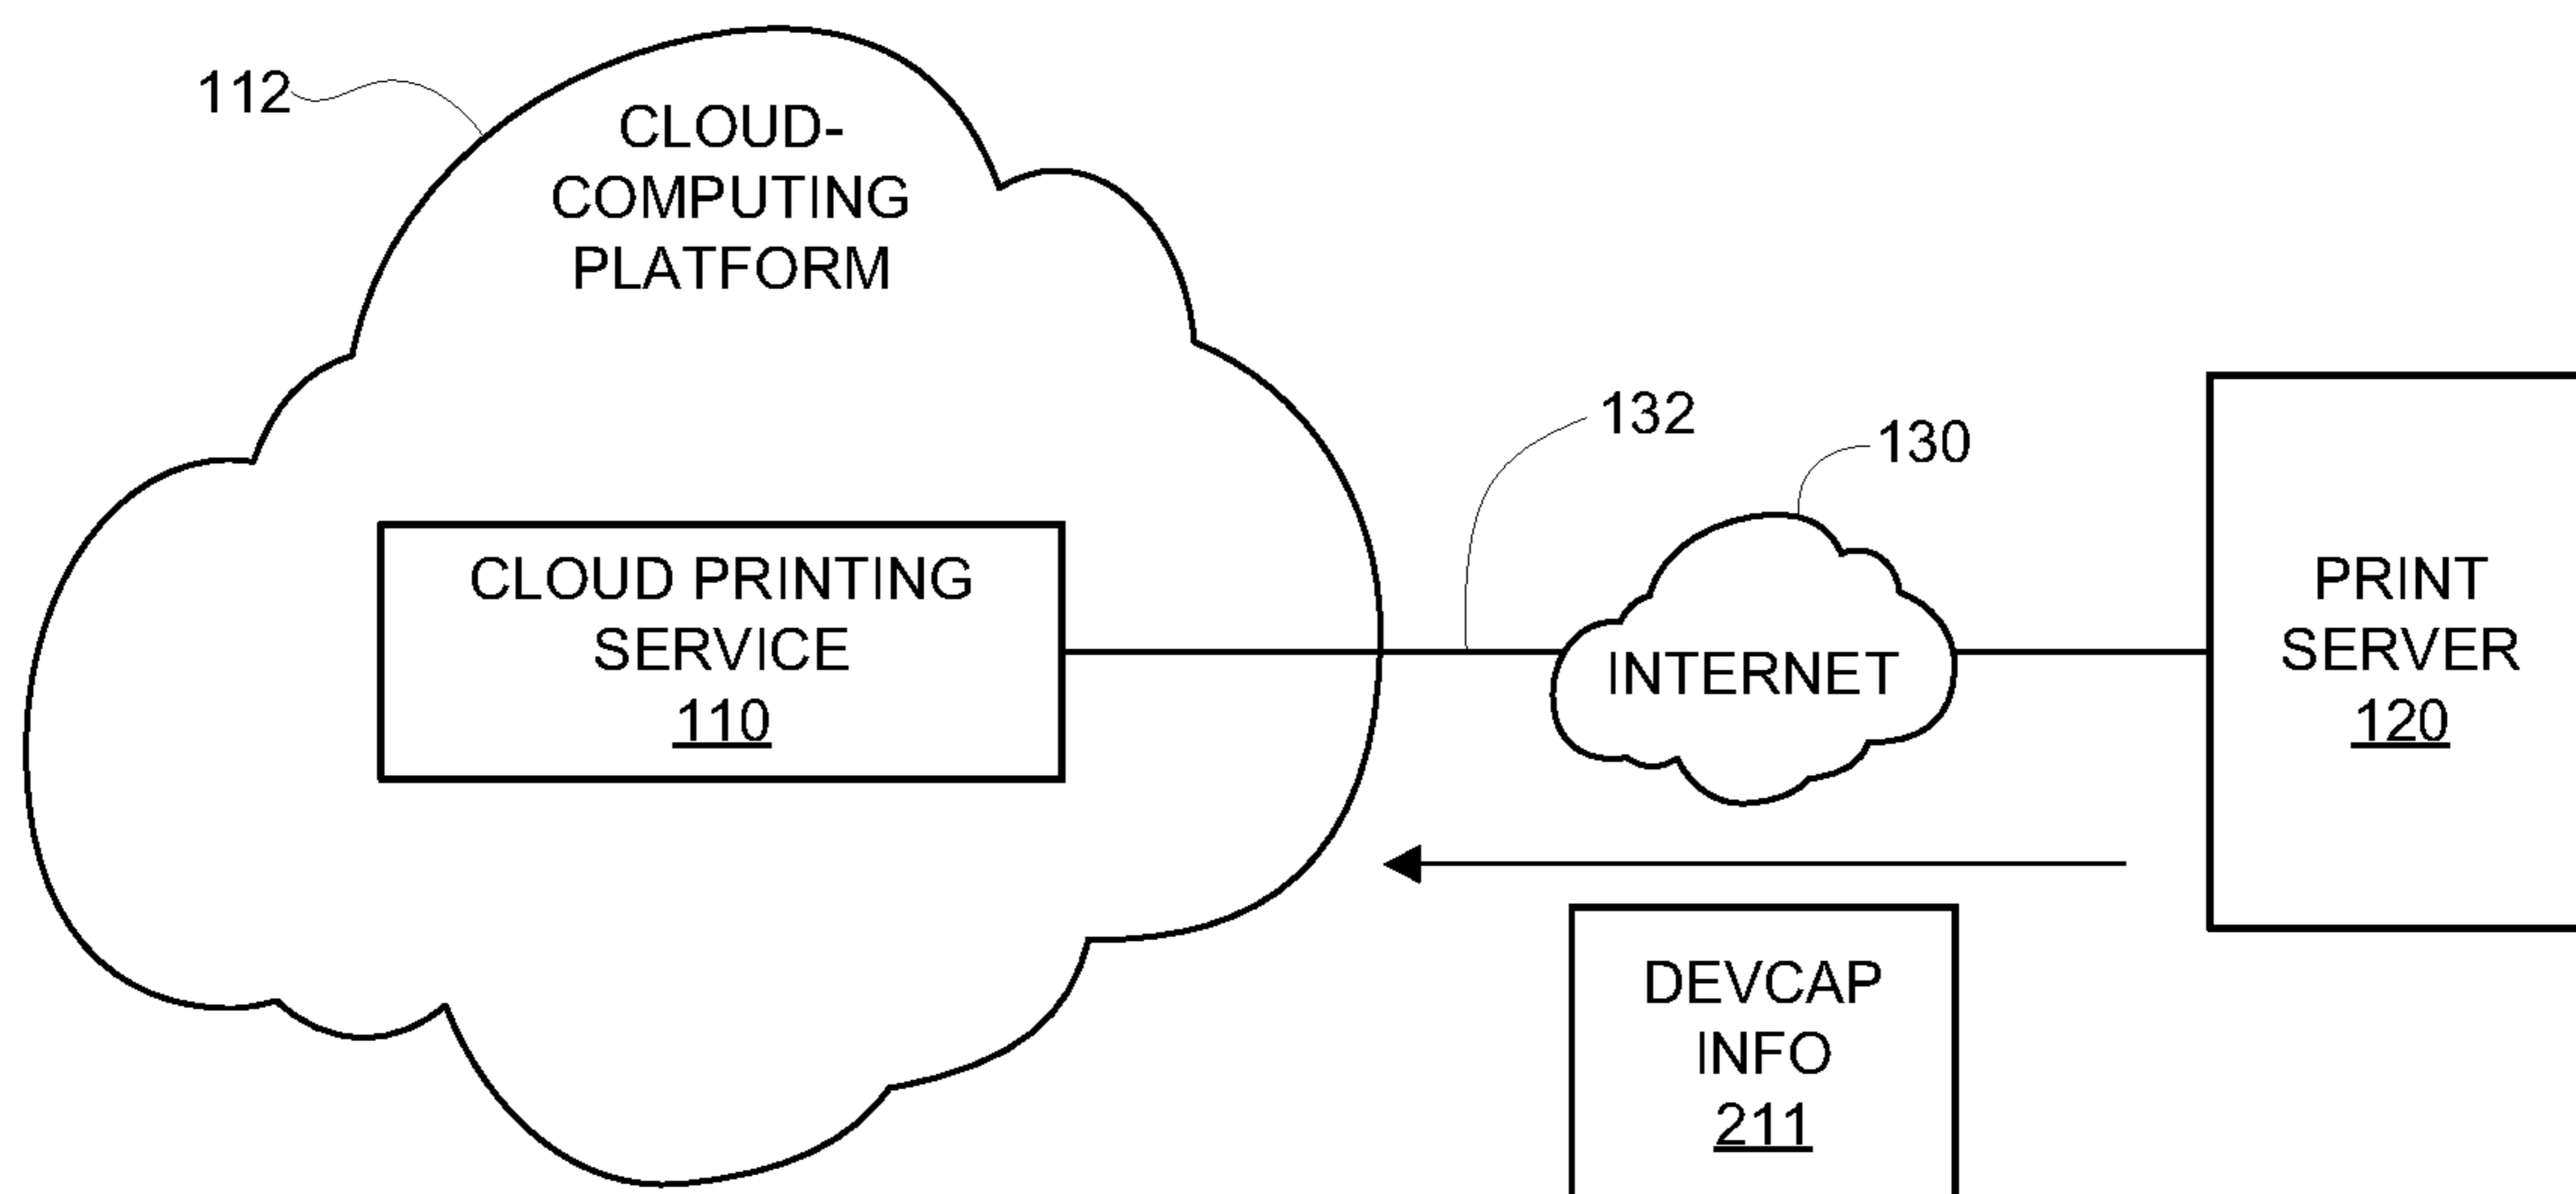 112
CLOUD-
COMPUTING
PLATFORM
132
130
CLOUD PRINTING
SERVICE
110
INTERNET
PRINT
SERVER
120
DEVCAP
INFO
211